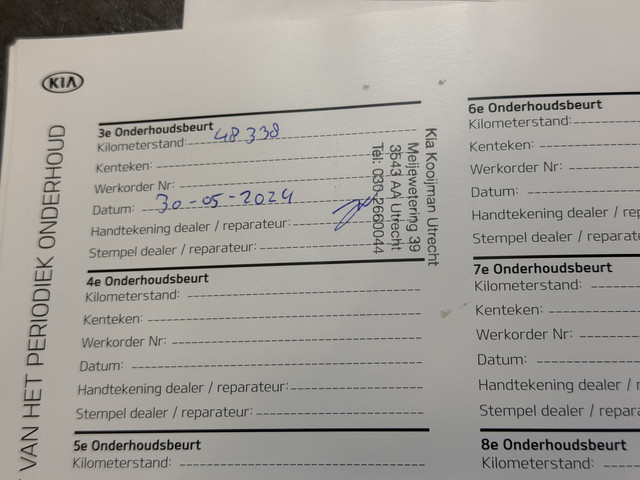 KIA
VAN HET PERIODIEK ONDERHOUD
3e Onderhoudsbeurt
Kilometerstand: 48 338
Kenteken:
Werkorder Nr:
Datum: 30-05-2024
Handtekening dealer / reparateur:
Stempel dealer / reparateur:
Kia Kooijman Utrecht
Meijewetering 39
3543 AA Utrecht
Tel: 030-2660044
4e Onderhoudsbeurt
Kilometerstand:
Kenteken:
Werkorder Nr:
Datum:
Handtekening dealer / reparateur:
Stempel dealer / reparateur:
5e Onderhoudsbeurt
Kilometerstand:
6e Onderhoudsbeurt
Kilometerstand:
Kenteken:
Werkorder Nr:
Datum:
Handtekening dealer / rep
Stempel dealer / reparate
7e Onderhoudsbeurt
Kilometerstand:
Kenteken:
Werkorder Nr:
Datum:
Handtekening dealer / r
Stempel dealer / repara
8e Onderhoudsbeurt
Kilometerstand: